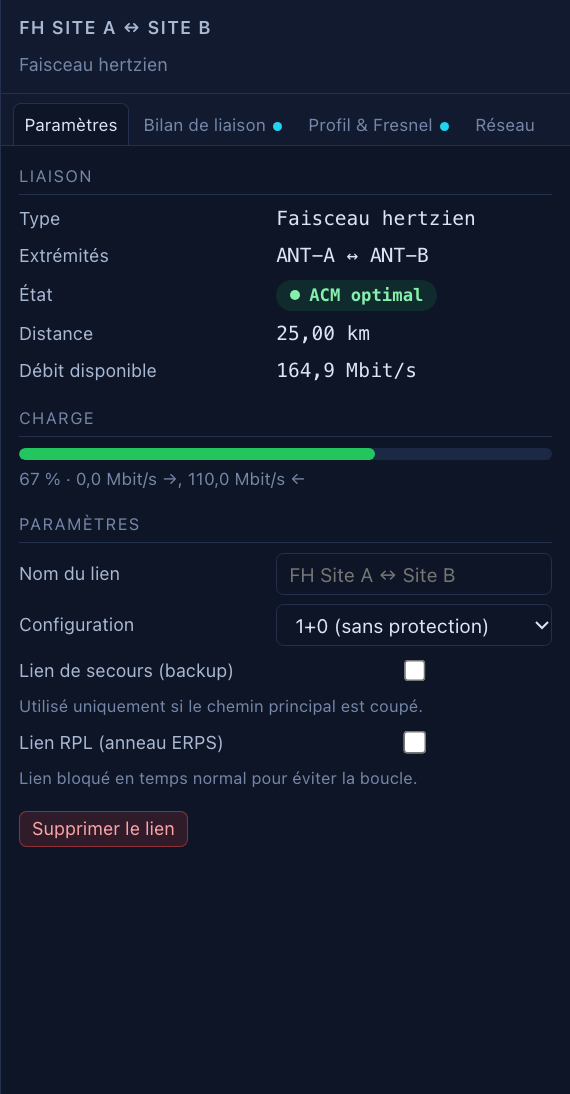 FH SITE A ↔ SITE B
Faisceau hertzien
Paramètres Bilan de liaison Profil & Fresnel Réseau
LIAISON
Type Faisceau hertzien
Extrémités ANT-A ↔ ANT-B
État ACM optimal
Distance 25,00 km
Débit disponible 164,9 Mbit/s
CHARGE
67 % · 0,0 Mbit/s →, 110,0 Mbit/s ←
PARAMÈTRES
Nom du lien FH Site A ↔ Site B
Configuration 1+0 (sans protection)
Lien de secours (backup)
Utilisé uniquement si le chemin principal est coupé.
Lien RPL (anneau ERPS)
Lien bloqué en temps normal pour éviter la boucle.
Supprimer le lien